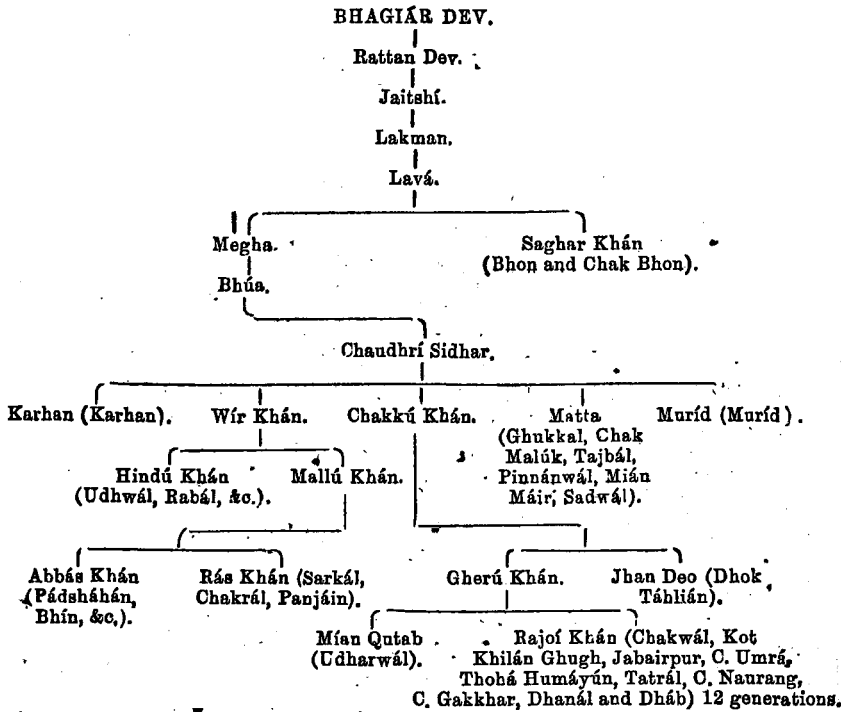 BHAGIÁR DEV.
Rattan Dev.
Jaitshí.
Lakman.
Lavá.
Megha.
Saghar Khán
(Bhon and Chak Bhon).
Bhúa.
Chaudhrí Sidhar.
Karhan (Karhan).
Wír Khán.
Chakkú Khán.
Matta
(Ghukkal, Chak
Malúk, Tajbál,
Pinnánwál, Mián
Máir, Sadwál).
Muríd (Muríd).
Hindú Khán
(Udhwál, Rabál, &c.).
Mallú Khán.
Abbás Khán
(Pádsháhán,
Bhín, &c.).
Rás Khán (Sarkál,
Chakrál, Panjáin).
Gherú Khán.
Jhan Deo (Dhok
Táhlián).
Mían Qutab
(Udharwál).
Rajoí Khán (Chakwál, Kot
Khilán Ghugh, Jabairpur, C. Umrá,
Thohá Humáyún, Tatrál, C. Naurang,
C. Gakkhar, Dhanál and Dháb) 12 generations.